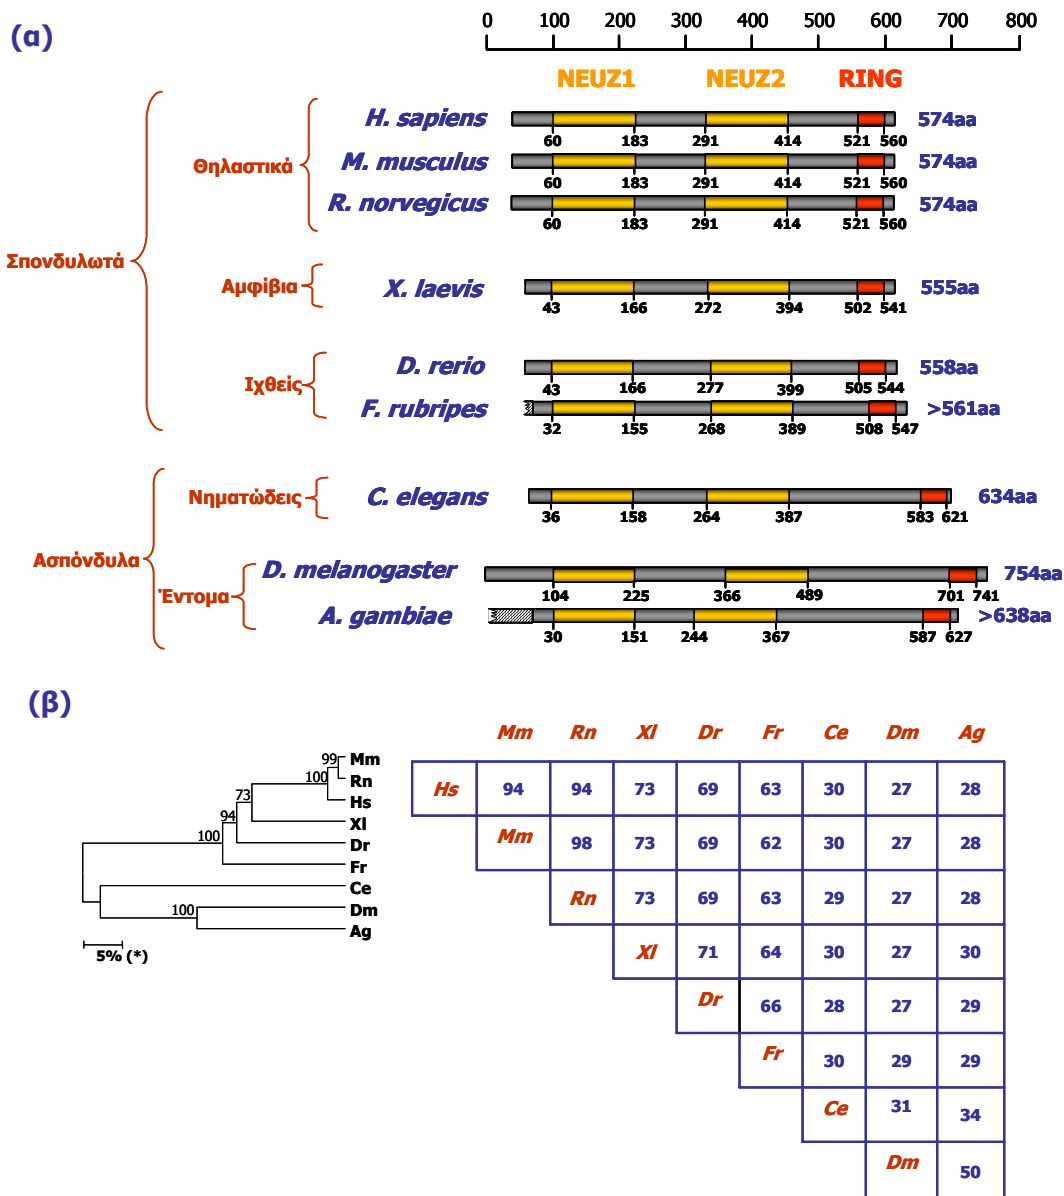 (α)
0 100 200 300 400 500 600 700 800
NEUZ1 NEUZ2 RING
Σπονδυλωτά
Θηλαστικά
H. sapiens 574aa
60 183 291 414 521 560
M. musculus 574aa
60 183 291 414 521 560
R. norvegicus 574aa
60 183 291 414 521 560
Αμφίβια
X. laevis 555aa
43 166 272 394 502 541
Ιχθείς
D. rerio 558aa
43 166 277 399 505 544
F. rubripes >561aa
32 155 268 389 508 547
Ασπόνδυλα
Νηματώδεις
C. elegans 634aa
36 158 264 387 583 621
Έντομα
D. melanogaster 754aa
104 225 366 489 701 741
A. gambiae >638aa
30 151 244 367 587 627
(β)
99 Mm
100 Rn
Hs
73 Xl
94 Dr
100 Fr
Ce
100 Dm
Ag
5% (*)
Mm Rn Xl Dr Fr Ce Dm Ag
Hs 94 94 73 69 63 30 27 28
Mm 98 73 69 62 30 27 28
Rn 73 69 63 29 27 28
Xl 71 64 30 27 30
Dr 66 28 27 29
Fr 30 29 29
Ce 31 34
Dm 50